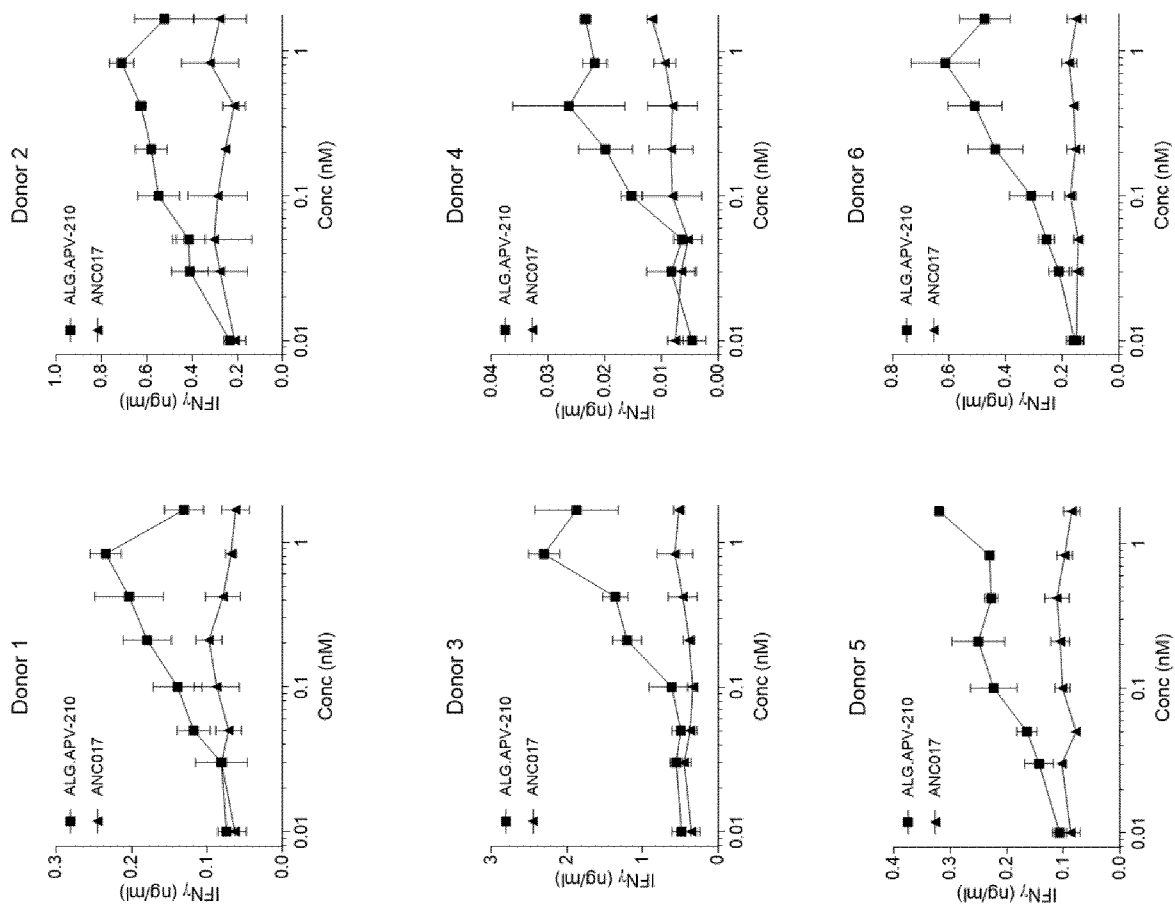 Donor 1
IFNγ (ng/ml)
0.3
0.2
0.1
0.0
ALG.APV-210
ANC017
0.01
0.1
1
Conc (nM)
Donor 2
IFNγ (ng/ml)
1.0
0.8
0.6
0.4
0.2
0.0
ALG.APV-210
ANC017
0.01
0.1
1
Conc (nM)
Donor 3
IFNγ (ng/ml)
3
2
1
0
ALG.APV-210
ANC017
0.01
0.1
1
Conc (nM)
Donor 4
IFNγ (ng/ml)
0.04
0.03
0.02
0.01
0.00
ALG.APV-210
ANC017
0.01
0.1
1
Conc (nM)
Donor 5
IFNγ (ng/ml)
0.4
0.3
0.2
0.1
0.0
ALG.APV-210
ANC017
0.01
0.1
1
Conc (nM)
Donor 6
IFNγ (ng/ml)
0.8
0.6
0.4
0.2
0.0
ALG.APV-210
ANC017
0.01
0.1
1
Conc (nM)